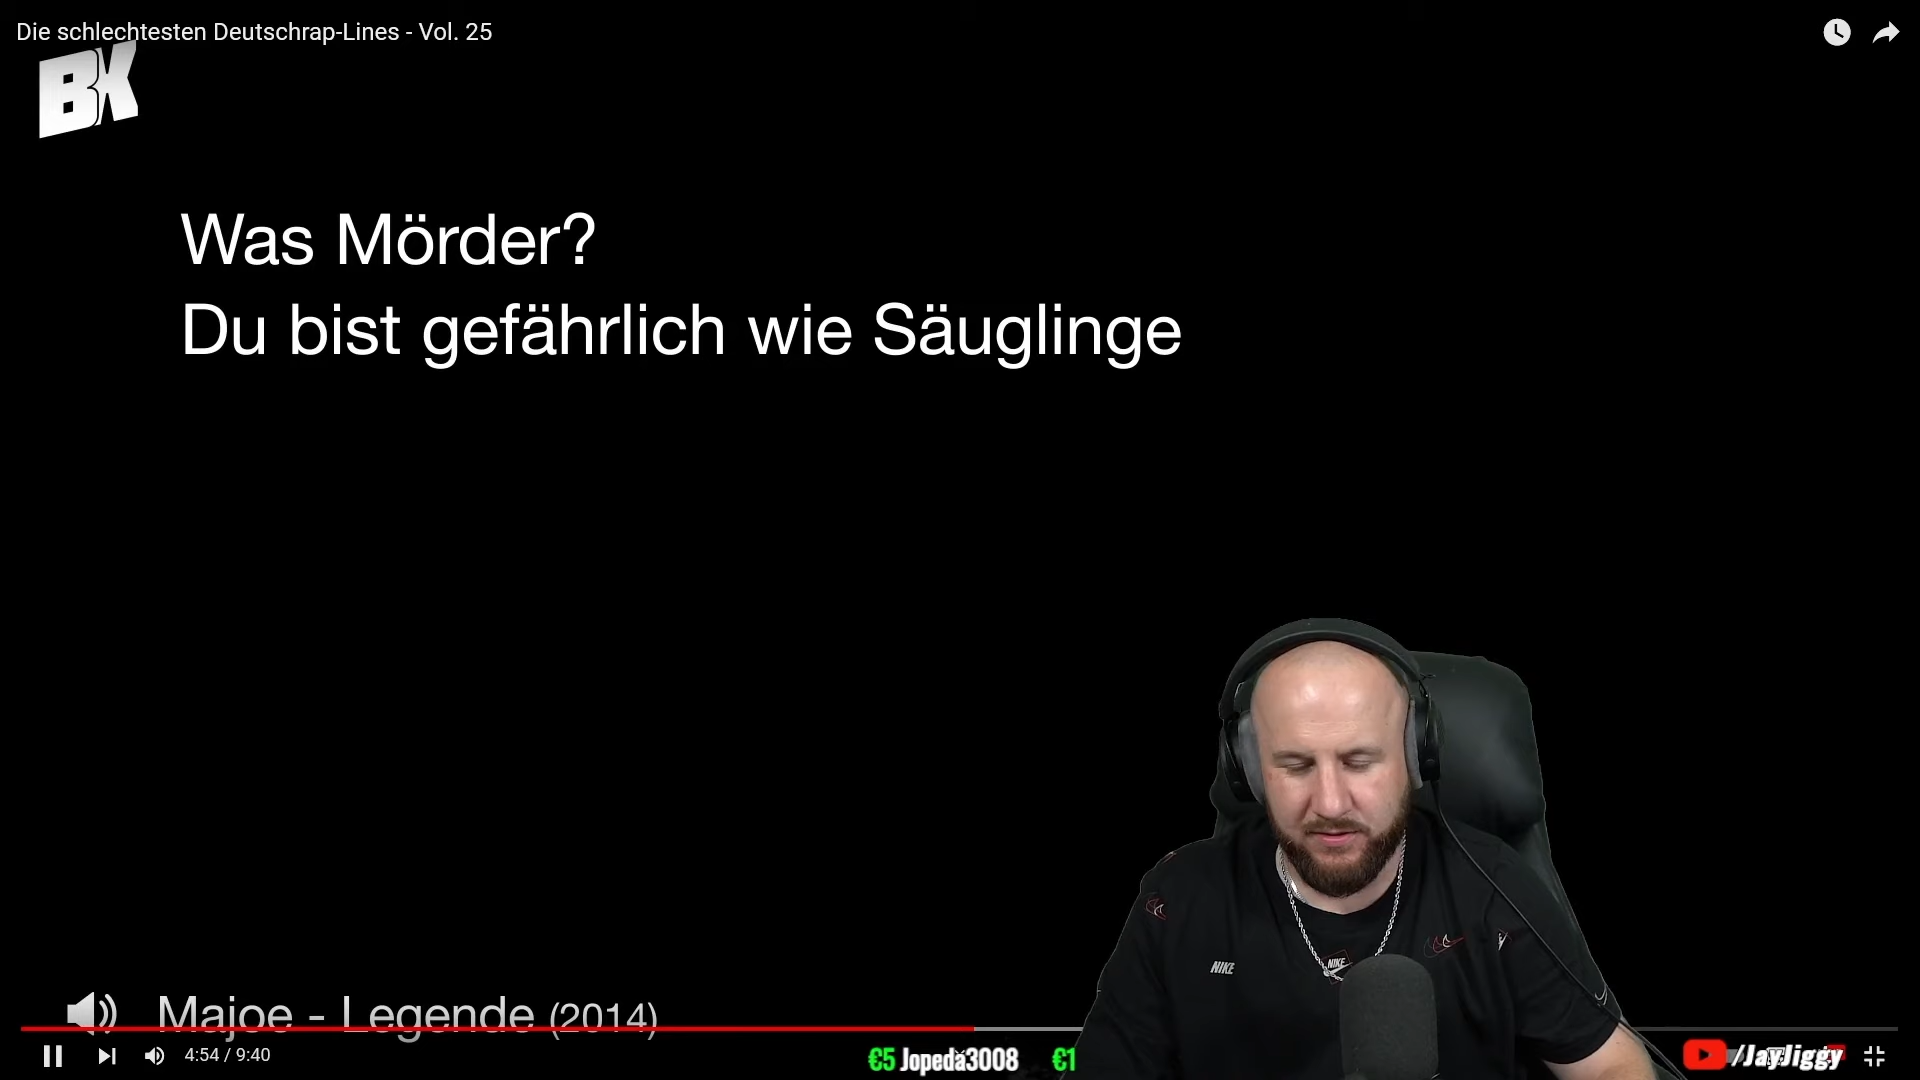 Die schlechtesten Deutschrap-Lines - Vol. 25
BK
Was Mörder?
Du bist gefährlich wie Säuglinge
NIKE
NIKE
Majoe - Legende (2014)
4:54 / 9:40
€5 Jopeda3008 €1
/JayJiggy